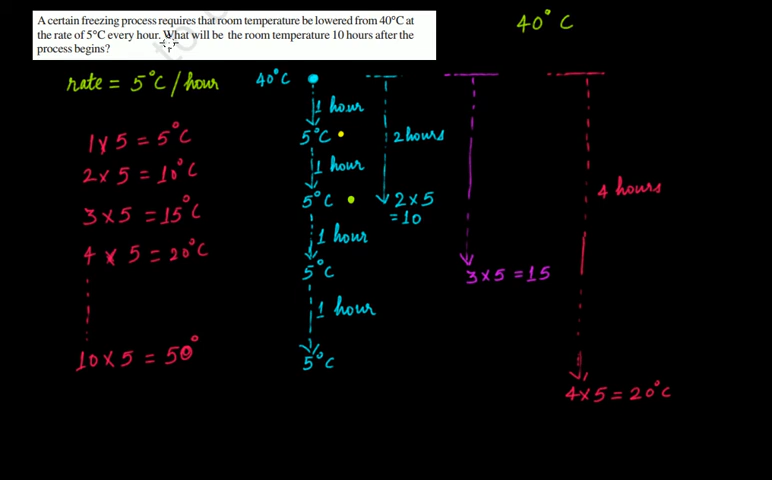 A certain freezing process requires that room temperature be lowered from 40°C at
the rate of 5°C every hour. What will be the room temperature 10 hours after the
process begins?
40° C
rate = 5°C / hour
40°C
1 hour
1 × 5 = 5°C
5°C
2 hours
1 hour
2 × 5 = 10°C
5°C
2 × 5
= 10
4 hours
3 × 5 = 15°C
1 hour
4 × 5 = 20°C
5°C
3 × 5 = 15
1 hour
10 × 5 = 50°
5°C
4 × 5 = 20°C